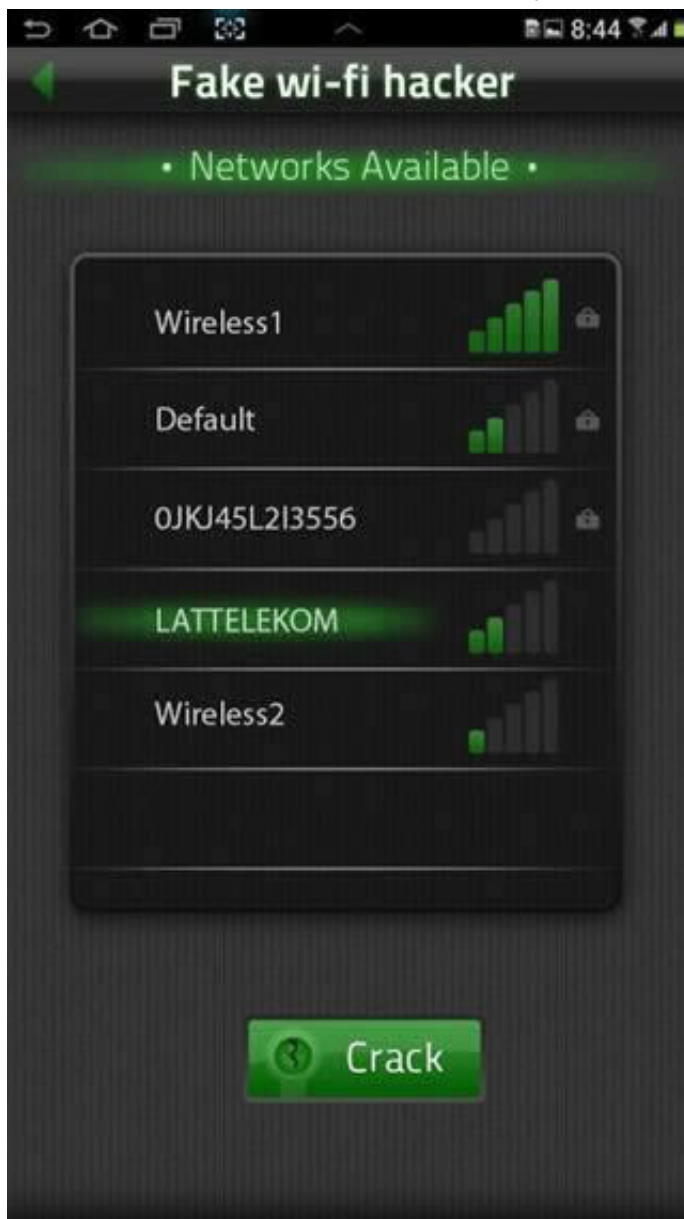 8:44
Fake wi-fi hacker
• Networks Available •
Wireless1
Default
0JKJ45L2I3556
LATTELEKOM
Wireless2
Crack